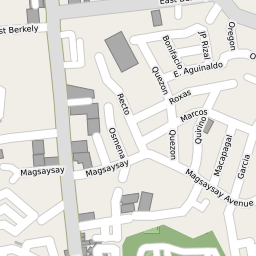 East Be
st Berkely
Bonifacio
JP Rizal
Oregon
E. Aguinaldo
Quezon
Roxas
Recto
Marcos
Osmena
Quezon
Quirino
Macapagal
Garcia
Magsaysay
Magsaysay
Magsaysay Avenue